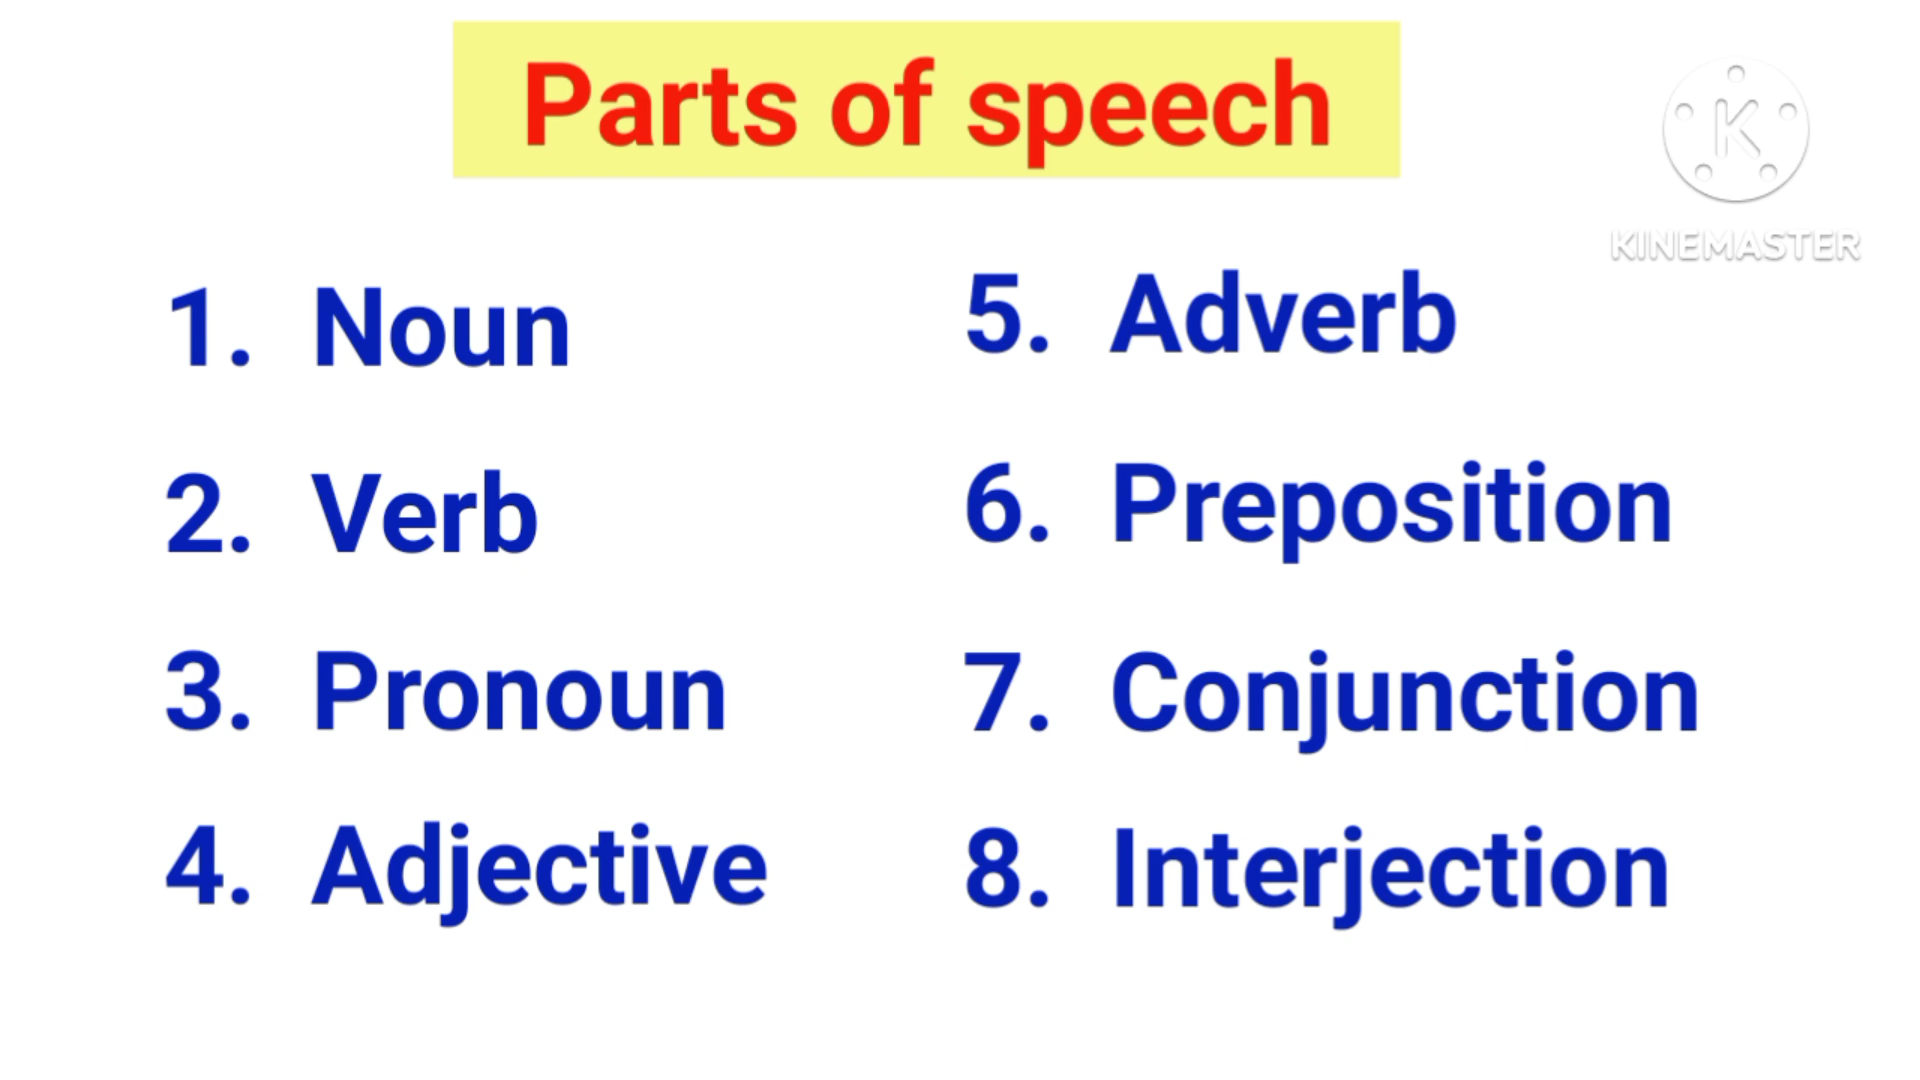 Parts of speech
K
KINEMASTER
1. Noun
2. Verb
3. Pronoun
4. Adjective
5. Adverb
6. Preposition
7. Conjunction
8. Interjection